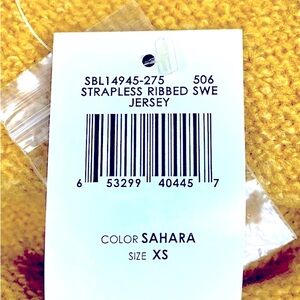 SBL14945-275 506
STRAPLESS RIBBED SWE
JERSEY
6 53299 40445 7
COLOR SAHARA
SIZE XS